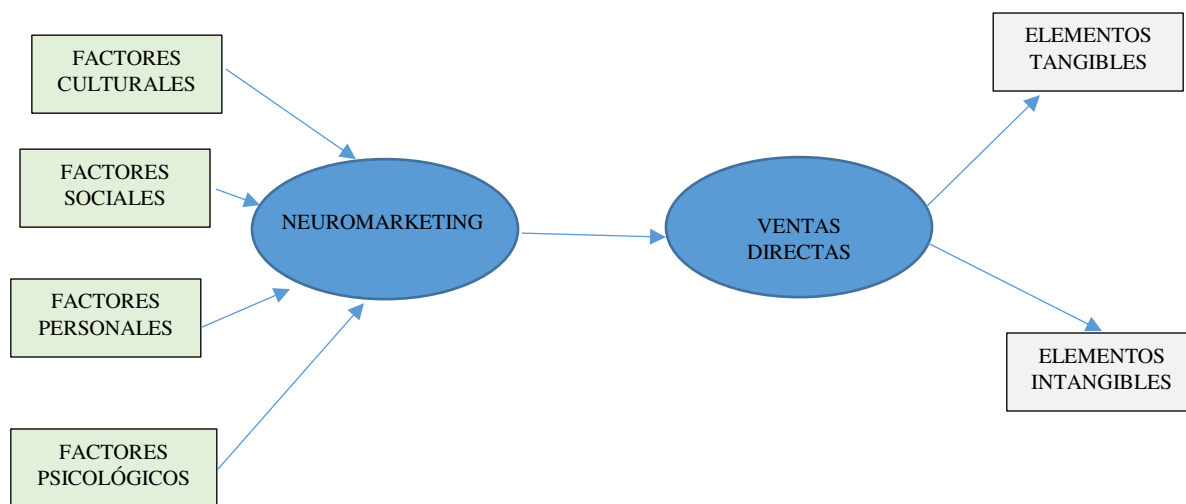 FACTORES
CULTURALES
FACTORES
SOCIALES
FACTORES
PERSONALES
FACTORES
PSICOLÓGICOS
NEUROMARKETING
VENTAS
DIRECTAS
ELEMENTOS
TANGIBLES
ELEMENTOS
INTANGIBLES